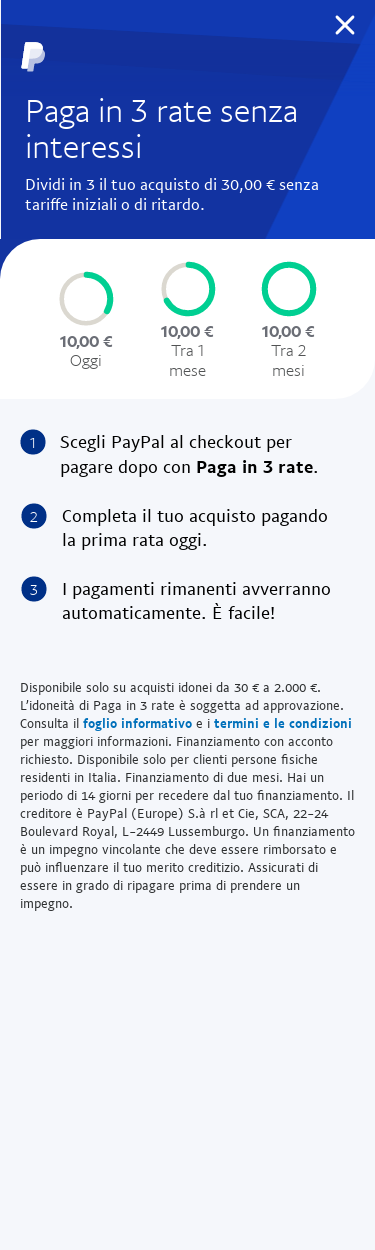 Paga in 3 rate senza
interessi
Dividi in 3 il tuo acquisto di 30,00 € senza
tariffe iniziali o di ritardo.
10,00 €
Oggi
10,00 €
Tra 1
mese
10,00 €
Tra 2
mesi
1 Scegli PayPal al checkout per
pagare dopo con Paga in 3 rate.
2 Completa il tuo acquisto pagando
la prima rata oggi.
3 I pagamenti rimanenti avverranno
automaticamente. È facile!
Disponibile solo su acquisti idonei da 30 € a 2.000 €.
L'idoneità di Paga in 3 rate è soggetta ad approvazione.
Consulta il foglio informativo e i termini e le condizioni
per maggiori informazioni. Finanziamento con acconto
richiesto. Disponibile solo per clienti persone fisiche
residenti in Italia. Finanziamento di due mesi. Hai un
periodo di 14 giorni per recedere dal tuo finanziamento. Il
creditore è PayPal (Europe) S.à rl et Cie, SCA, 22-24
Boulevard Royal, L-2449 Lussemburgo. Un finanziamento
è un impegno vincolante che deve essere rimborsato e
può influenzare il tuo merito creditizio. Assicurati di
essere in grado di ripagare prima di prendere un
impegno.